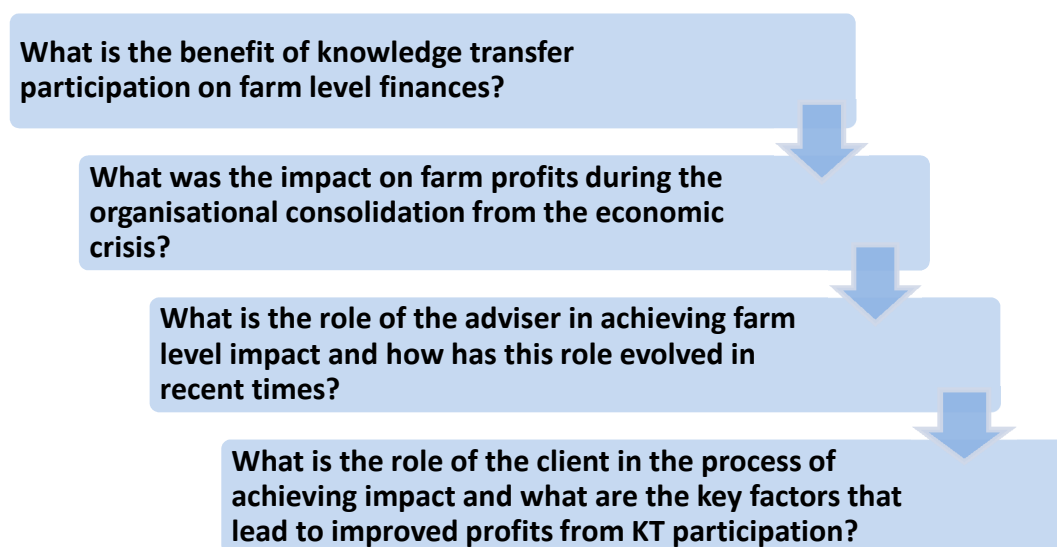 What is the benefit of knowledge transfer
participation on farm level finances?
What was the impact on farm profits during the
organisational consolidation from the economic
crisis?
What is the role of the adviser in achieving farm
level impact and how has this role evolved in
recent times?
What is the role of the client in the process of
achieving impact and what are the key factors that
lead to improved profits from KT participation?